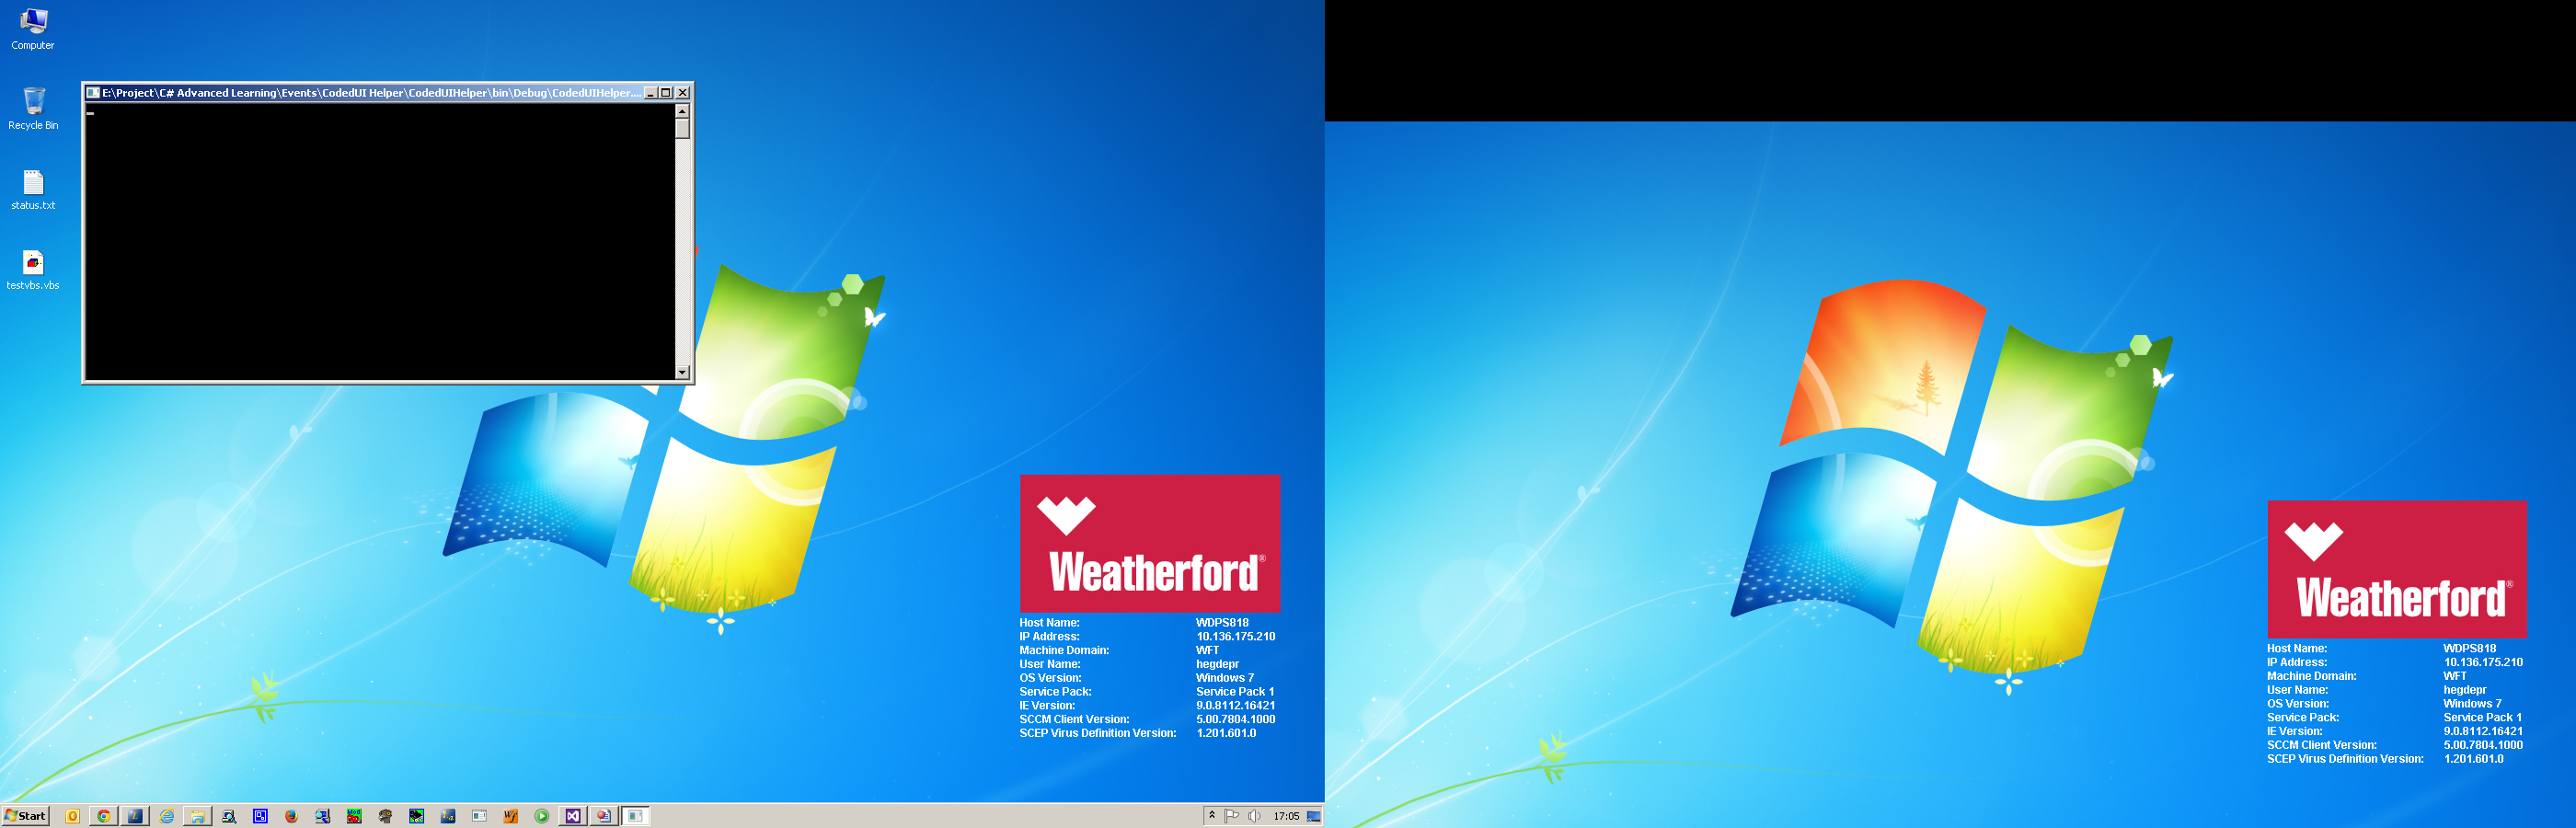 Computer
Recycle Bin
status.txt
testvbs.vbs
E:\Project\C# Advanced Learning\Events\CodedUI Helper\CodedUIHelper\bin\Debug\CodedUIHelper....
Weatherford®
Host Name: WDPS818
IP Address: 10.136.175.210
Machine Domain: WFT
User Name: hegdepr
OS Version: Windows 7
Service Pack: Service Pack 1
IE Version: 9.0.8112.16421
SCCM Client Version: 5.00.7804.1000
SCEP Virus Definition Version: 1.201.601.0
Start
17:05
Weatherford®
Host Name: WDPS818
IP Address: 10.136.175.210
Machine Domain: WFT
User Name: hegdepr
OS Version: Windows 7
Service Pack: Service Pack 1
IE Version: 9.0.8112.16421
SCCM Client Version: 5.00.7804.1000
SCEP Virus Definition Version: 1.201.601.0